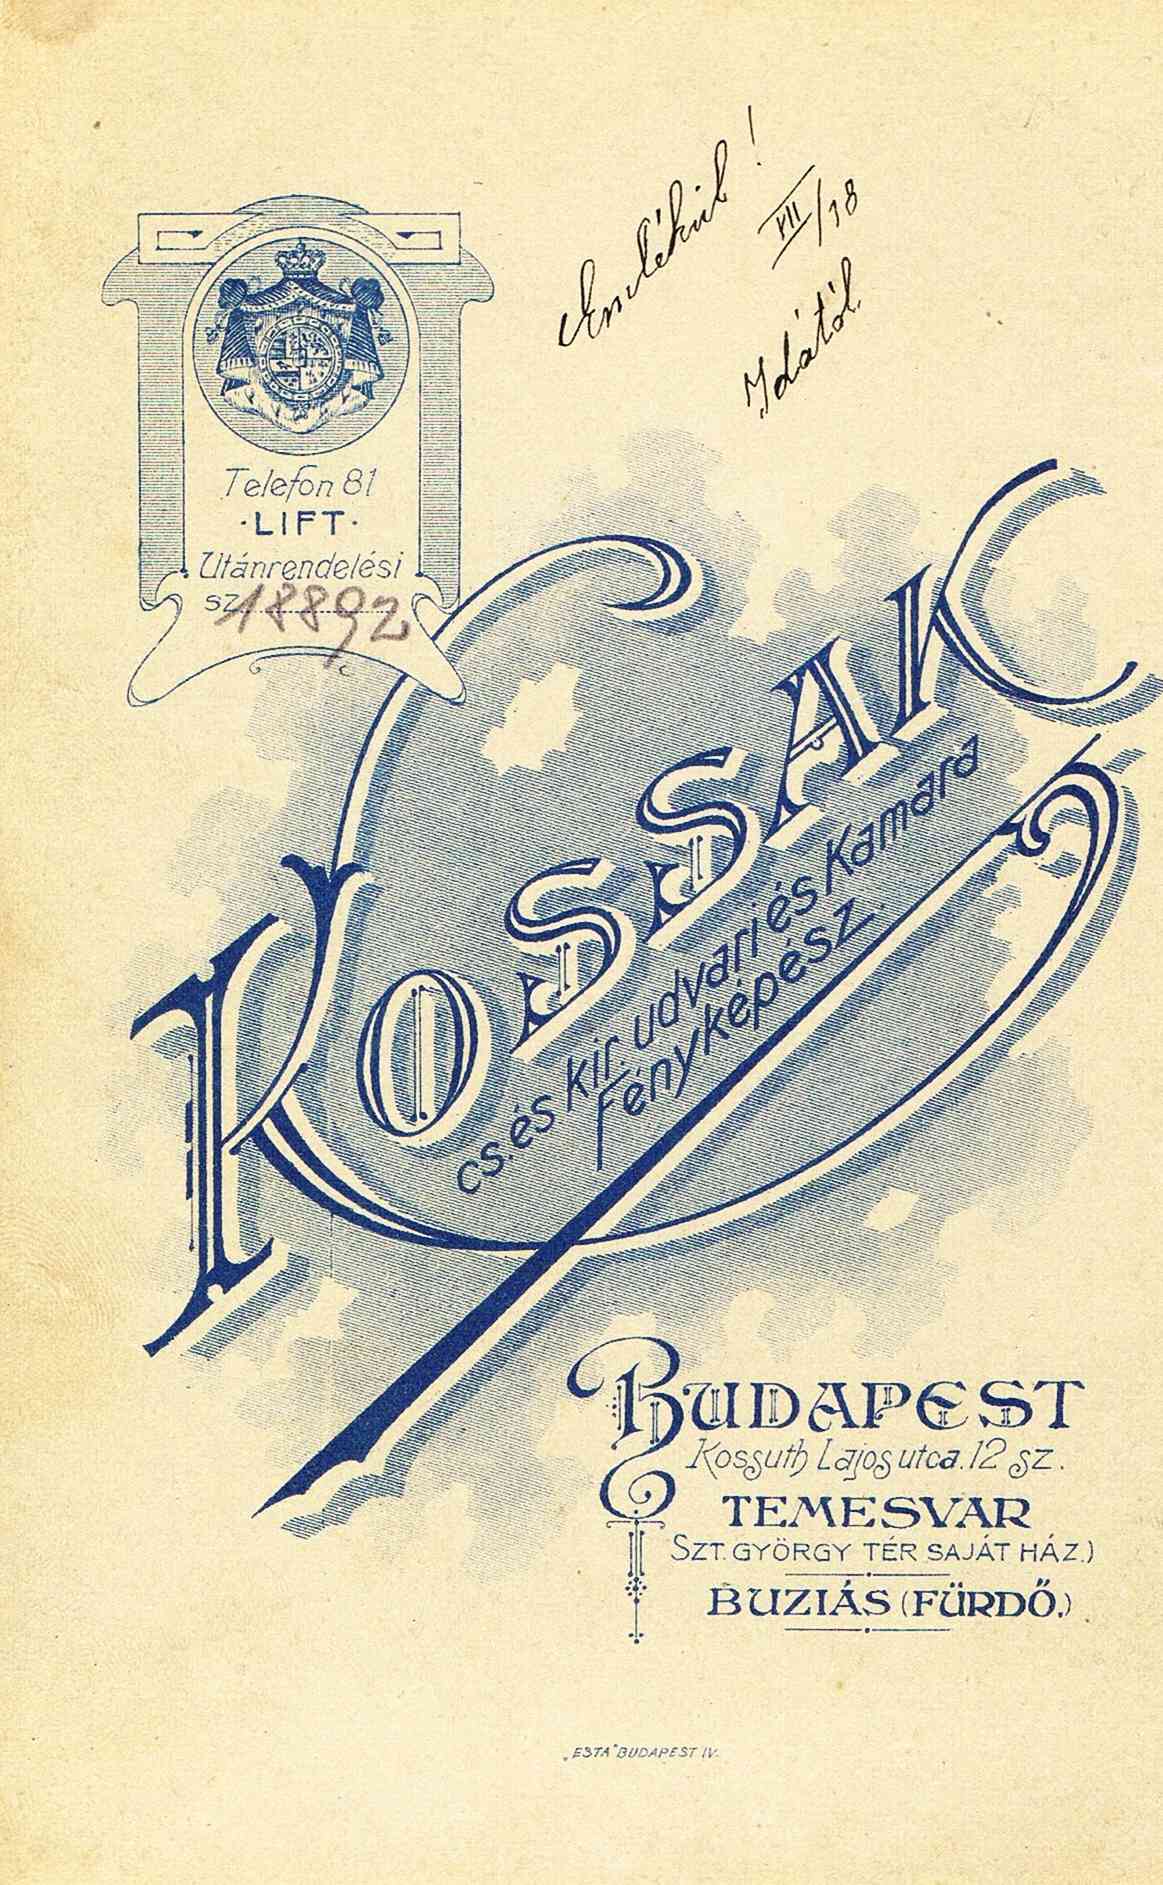 Emlékül!
VII/18
Idától
Telefon 81
·LIFT·
Utánrendelési
sz. 18892
KOSSAK
cs. és kir. udvari és Kamara
Fényképész.
BUDAPEST
Kossuth Lajos utca. 12 sz.
TEMESVAR
SZT. GYÖRGY TÉR SAJÁT HÁZ.)
BUZIÁS (FÜRDŐ.)
„ESTA" BUDAPEST IV.